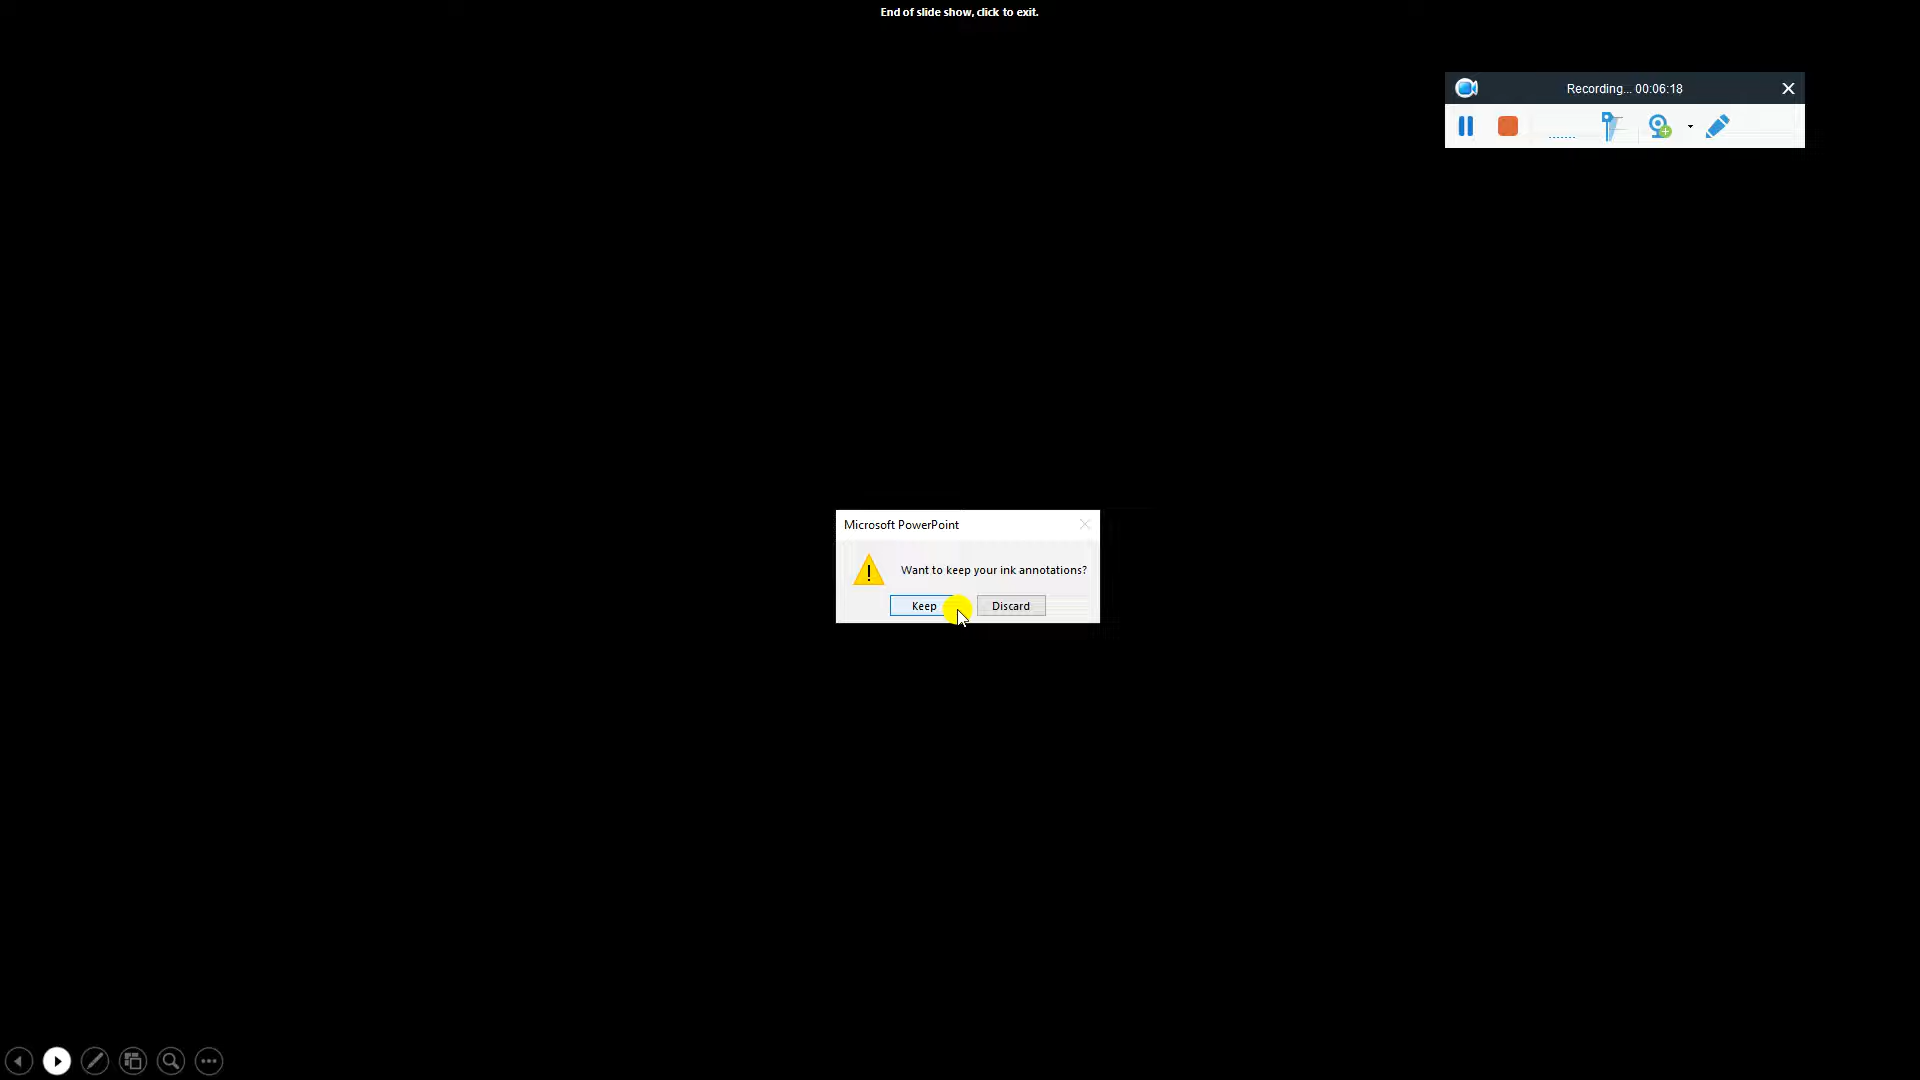 End of slide show, click to exit.
Recording... 00:06:18
Microsoft PowerPoint
Want to keep your ink annotations?
Keep
Discard